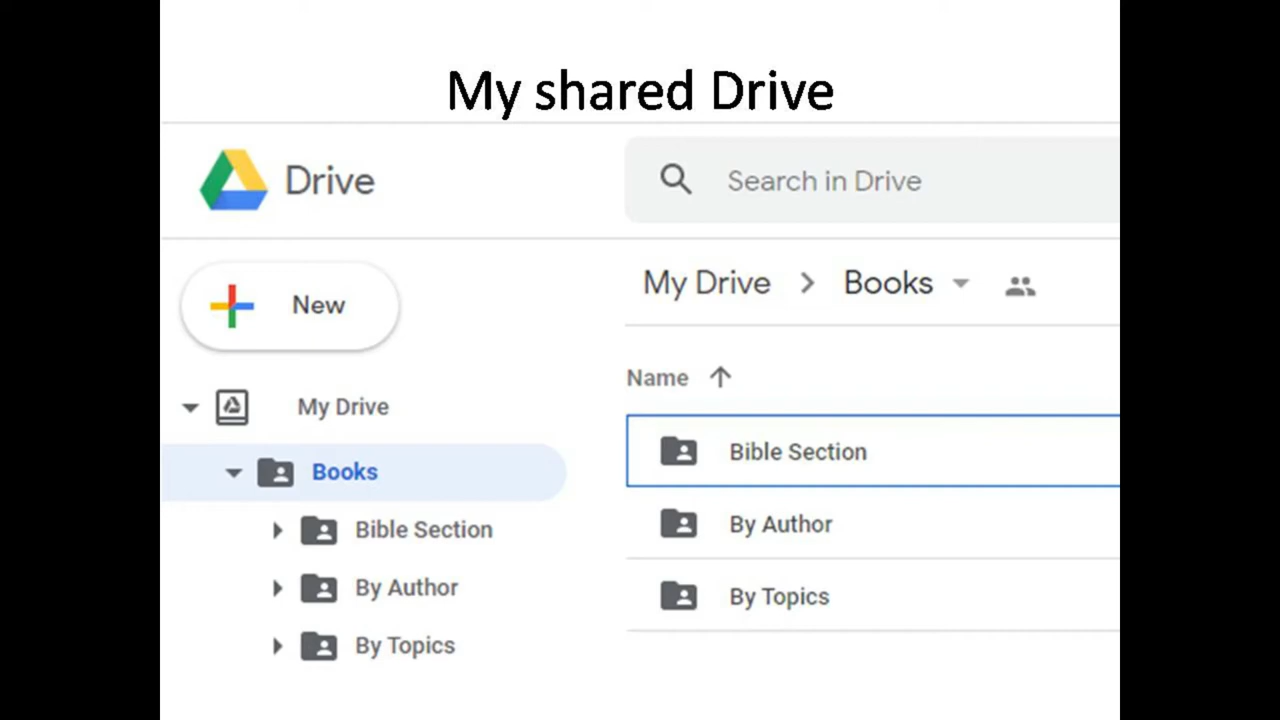 My shared Drive
Drive
Search in Drive
New
My Drive > Books
Name
My Drive
Books
Bible Section
By Author
By Topics
Bible Section
By Author
By Topics